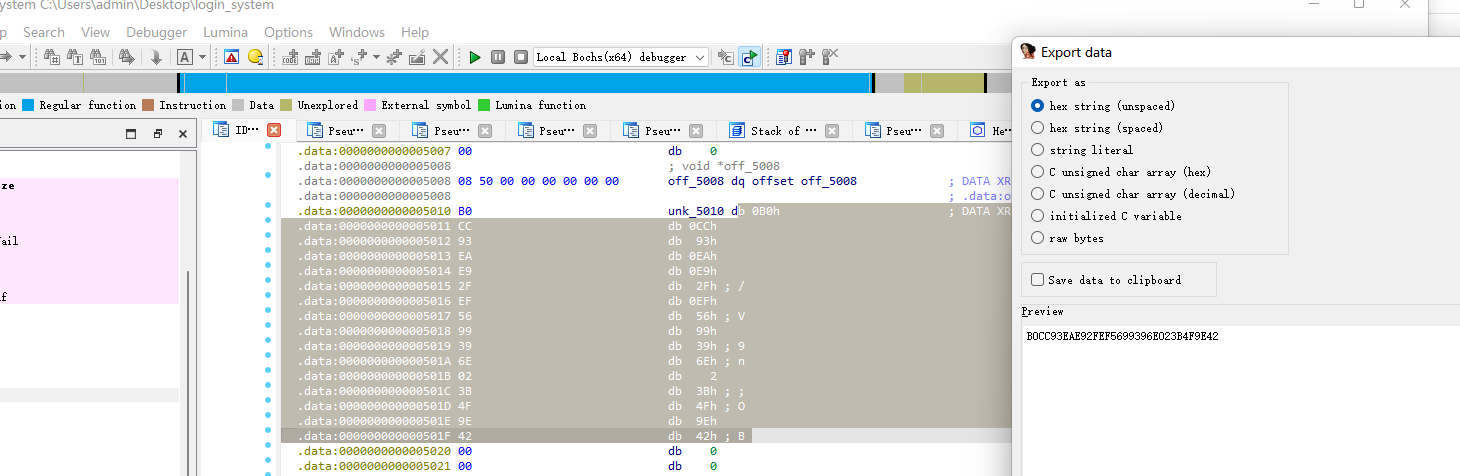 ystem C:\Users\admin\Desktop\login_system
Search View Debugger Lumina Options Windows Help
Local Bochs(x64) debugger
Export data
Export as
hex string (unspaced)
hex string (spaced)
string literal
C unsigned char array (hex)
C unsigned char array (decimal)
initialized C variable
raw bytes
Save data to clipboard
Preview
B0CC93EAE92FEF5699396E023B4F9E42
ion Regular function Instruction Data Unexplored External symbol Lumina function
ID··· Pseu··· Pseu··· Pseu··· Pseu··· Stack of ··· Pseu··· He···
ze
ail
f
.data:0000000000005007 00 db 0
.data:0000000000005008 ; void *off_5008
.data:0000000000005008 08 50 00 00 00 00 00 00 off_5008 dq offset off_5008 ; DATA XR
.data:0000000000005008 ; .data:o
.data:0000000000005010 B0 unk_5010 db 0B0h ; DATA XR
.data:0000000000005011 CC db 0CCh
.data:0000000000005012 93 db 93h
.data:0000000000005013 EA db 0EAh
.data:0000000000005014 E9 db 0E9h
.data:0000000000005015 2F db 2Fh ; /
.data:0000000000005016 EF db 0EFh
.data:0000000000005017 56 db 56h ; V
.data:0000000000005018 99 db 99h
.data:0000000000005019 39 db 39h ; 9
.data:000000000000501A 6E db 6Eh ; n
.data:000000000000501B 02 db 2
.data:000000000000501C 3B db 3Bh ; ;
.data:000000000000501D 4F db 4Fh ; O
.data:000000000000501E 9E db 9Eh
.data:000000000000501F 42 db 42h ; B
.data:0000000000005020 00 db 0
.data:0000000000005021 00 db 0